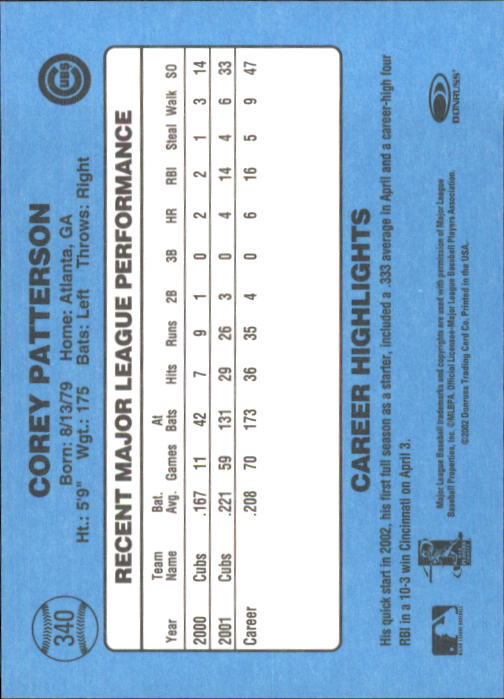 340
COREY PATTERSON
Born: 8/13/79 Home: Atlanta, GA
Ht.: 5'9" Wgt.: 175 Bats: Left Throws: Right
CUBS
RECENT MAJOR LEAGUE PERFORMANCE
Year Team Name Bat. Avg. Games At Bats Hits Runs 2B 3B HR RBI Steal Walk SO
2000 Cubs .167 11 42 7 9 1 0 2 2 1 3 14
2001 Cubs .221 59 131 29 26 3 0 4 14 4 6 33
Career .208 70 173 36 35 4 0 6 16 5 9 47
CAREER HIGHLIGHTS
His quick start in 2002, his first full season as a starter, included a .333 average in April and a career-high four
RBI in a 10-3 win Cincinnati on April 3.
Major League Baseball trademarks and copyrights are used with permission of Major League
Baseball Properties, Inc. ©MLBPA, Official Licensee-Major League Baseball Players Association.
©2002 Donruss Trading Card Co. Printed in the USA.
DONRUSS